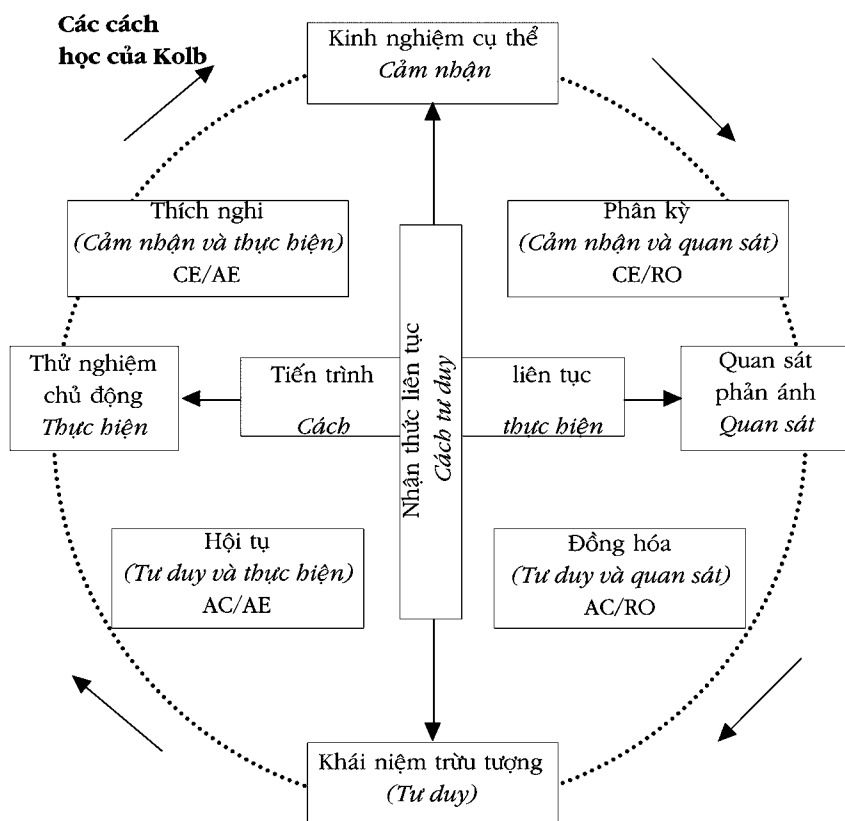 Các cách
học của Kolb
Kinh nghiệm cụ thể
Cảm nhận
Thích nghi
(Cảm nhận và thực hiện)
CE/AE
Phân kỳ
(Cảm nhận và quan sát)
CE/RO
Thử nghiệm
chủ động
Thực hiện
Tiến trình
Cách
Nhận thức liên tục
Cách tư duy
liên tục
thực hiện
Quan sát
phản ánh
Quan sát
Hội tụ
(Tư duy và thực hiện)
AC/AE
Đồng hóa
(Tư duy và quan sát)
AC/RO
Khái niệm trừu tượng
(Tư duy)